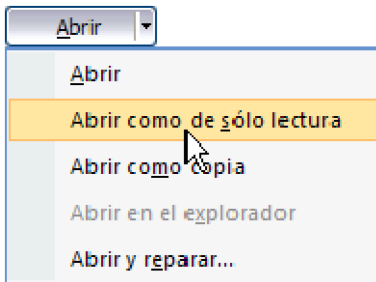 Abrir
Abrir
Abrir como de sólo lectura
Abrir como copia
Abrir en el explorador
Abrir y reparar...